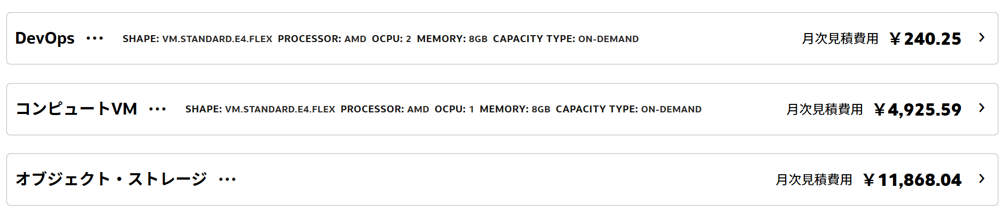 DevOps ••• SHAPE: VM.STANDARD.E4.FLEX PROCESSOR: AMD OCPU: 2 MEMORY: 8GB CAPACITY TYPE: ON-DEMAND 月次見積費用 ¥240.25 >
コンピュートVM ••• SHAPE: VM.STANDARD.E4.FLEX PROCESSOR: AMD OCPU: 1 MEMORY: 8GB CAPACITY TYPE: ON-DEMAND 月次見積費用 ¥4,925.59 >
オブジェクト・ストレージ ••• 月次見積費用 ¥11,868.04 >